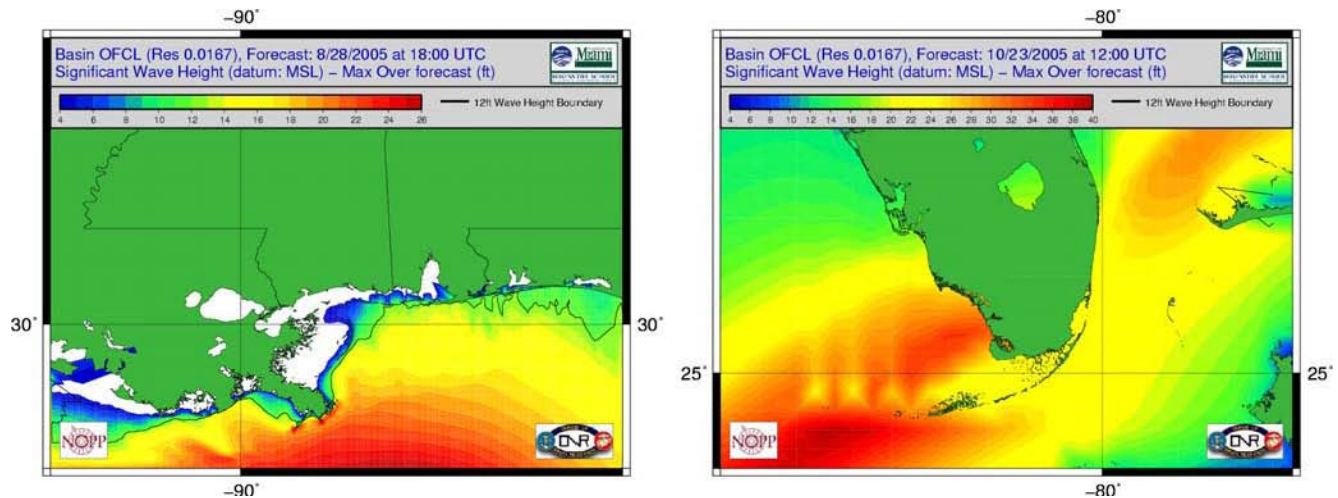 −90°
Basin OFCL (Res 0.0167), Forecast: 8/28/2005 at 18:00 UTC
Significant Wave Height (datum: MSL) − Max Over forecast (ft)
Miami
4 6 8 10 12 14 16 18 20 22 24 26
12ft Wave Height Boundary
30°
30°
NOPP
ONR
−90°
−80°
Basin OFCL (Res 0.0167), Forecast: 10/23/2005 at 12:00 UTC
Significant Wave Height (datum: MSL) − Max Over forecast (ft)
Miami
4 6 8 10 12 14 16 18 20 22 24 26 28 30 32 34 36 38 40
12ft Wave Height Boundary
25°
25°
NOPP
ONR
−80°